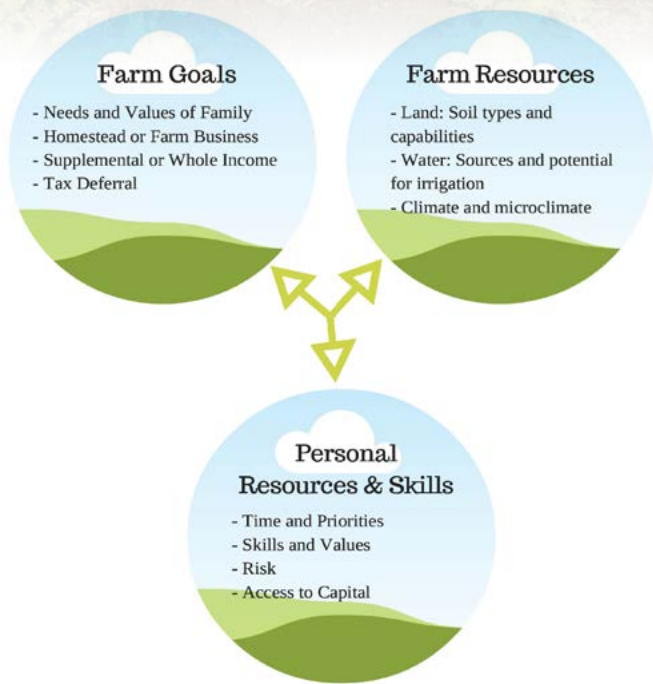 Farm Goals
- Needs and Values of Family
- Homestead or Farm Business
- Supplemental or Whole Income
- Tax Deferral
Farm Resources
- Land: Soil types and
capabilities
- Water: Sources and potential
for irrigation
- Climate and microclimate
Personal
Resources & Skills
- Time and Priorities
- Skills and Values
- Risk
- Access to Capital